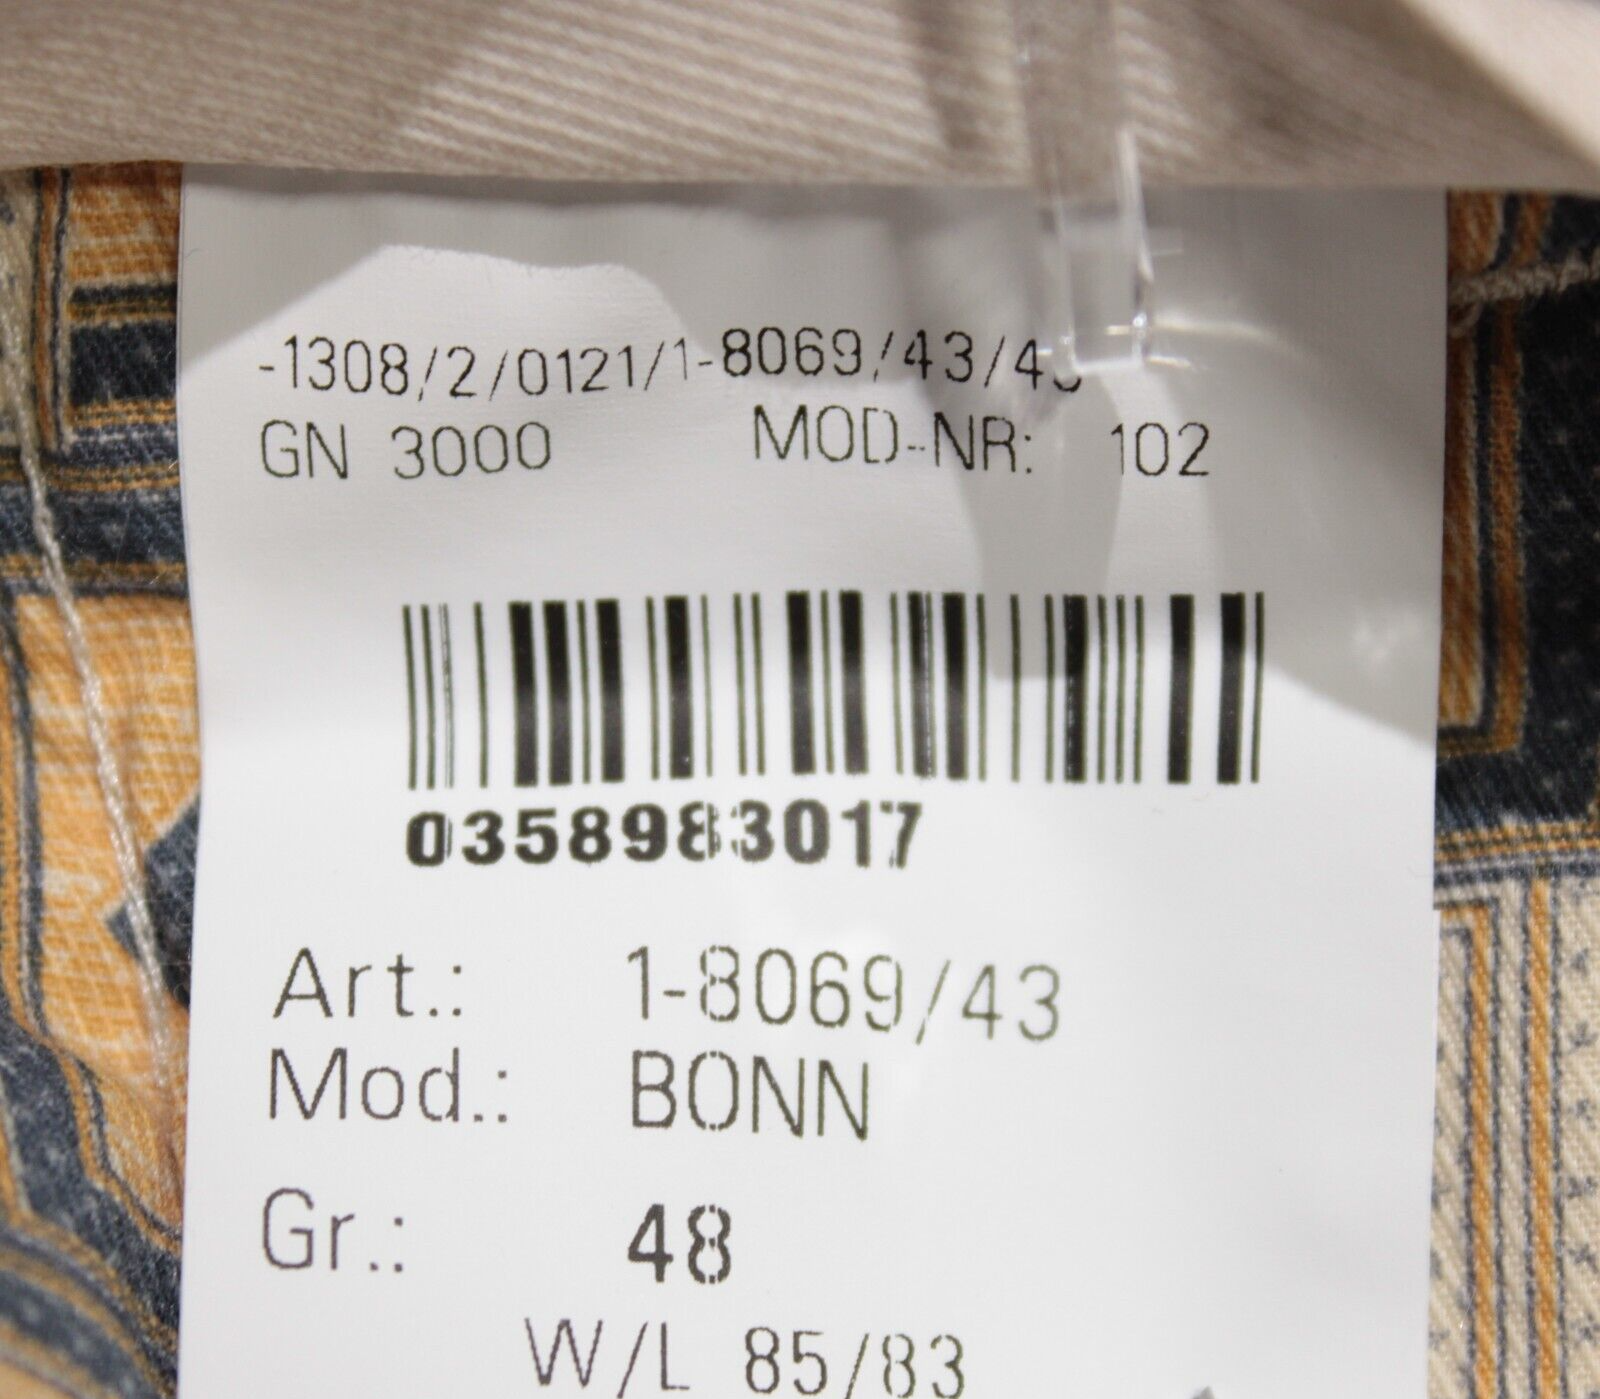 -1308/2/0121/1-8069/43/48
GN 3000 MOD-NR: 102
0358983017
Art.: 1-8069/43
Mod.: BONN
Gr.: 48
W/L 85/83